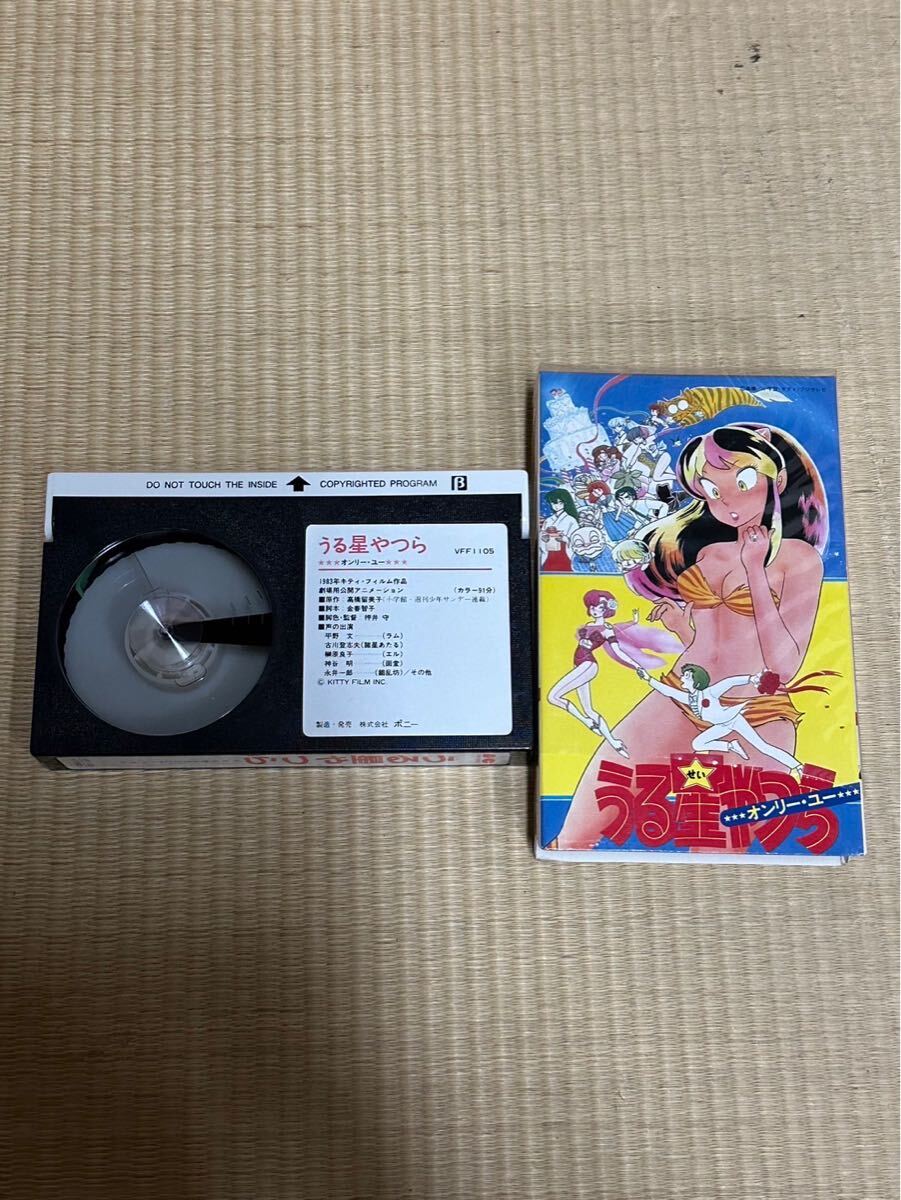 DO NOT TOUCH THE INSIDE COPYRIGHTED PROGRAM β
うる星やつら VFF1105
★★★オンリー・ユー★★★
1983年キティ・フィルム作品
劇場用公開アニメーション (カラー91分)
■原作:高橋留美子(小学館・週刊少年サンデー連載)
■脚本:金春智子
■脚色・監督:押井 守
■声の出演
平野 文————(ラム)
古川登志夫(諸星あたる)
榊原良子————(エル)
神谷 明————(面堂)
永井一郎————(錯乱坊)/その他
© KITTY FILM INC.
製造・発売 株式会社 ポニー
うる星やつら
せい
うる星やつら
★★★オンリー・ユー★★★